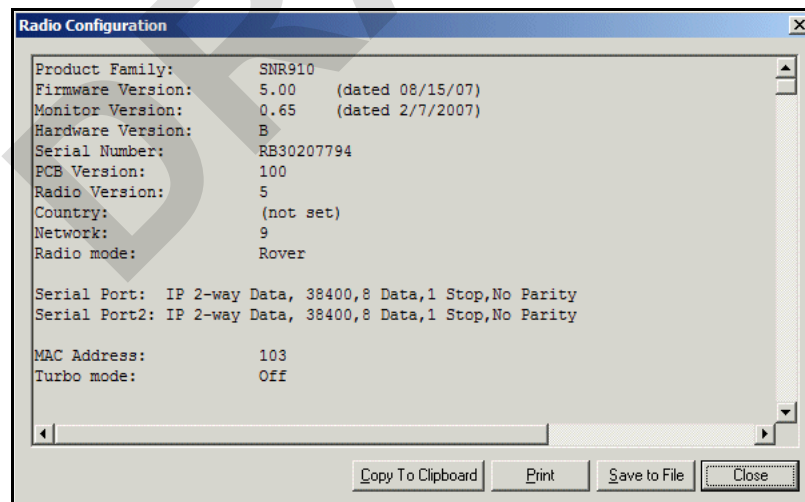 Radio Configuration
Product Family: SNR910
Firmware Version: 5.00 (dated 08/15/07)
Monitor Version: 0.65 (dated 2/7/2007)
Hardware Version: B
Serial Number: RB30207794
PCB Version: 100
Radio Version: 5
Country: (not set)
Network: 9
Radio mode: Rover
Serial Port: IP 2-way Data, 38400,8 Data,1 Stop,No Parity
Serial Port2: IP 2-way Data, 38400,8 Data,1 Stop,No Parity
MAC Address: 103
Turbo mode: Off
Copy To Clipboard Print Save to File Close